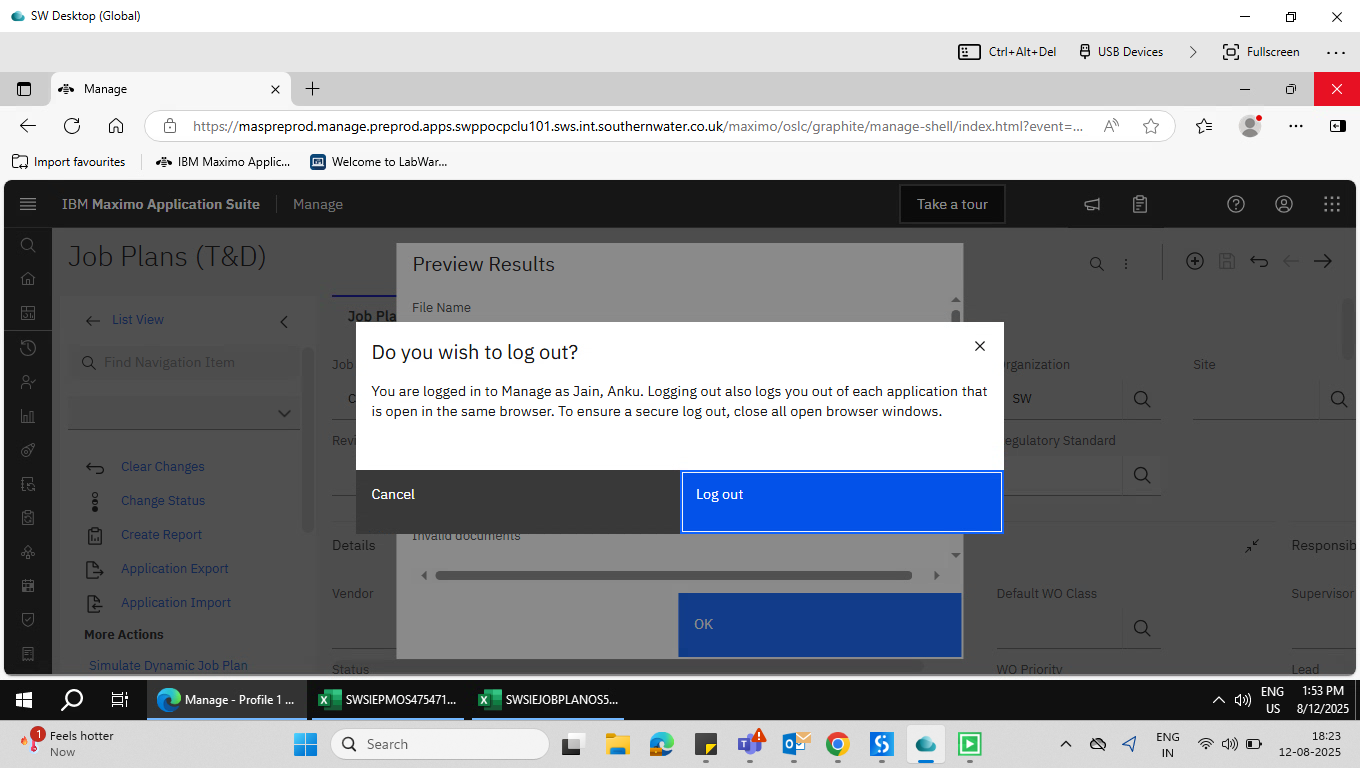 SW Desktop (Global)
Ctrl+Alt+Del
USB Devices
Fullscreen
Manage
https://maspreprod.manage.preprod.apps.swppocpclu101.sws.int.southernwater.co.uk/maximo/oslc/graphite/manage-shell/index.html?event=...
Import favourites
IBM Maximo Applic...
Welcome to LabWar...
IBM Maximo Application Suite
Manage
Take a tour
Job Plans (T&D)
Preview Results
File Name
List View
Find Navigation Item
Job Pla
Job
Organization
Site
SW
Do you wish to log out?
You are logged in to Manage as Jain, Anku. Logging out also logs you out of each application that
is open in the same browser. To ensure a secure log out, close all open browser windows.
Revi
egulatory Standard
Clear Changes
Cancel
Log out
Change Status
Create Report
Invalid documents
Details
Responsib
Application Export
Vendor
Default WO Class
Supervisor
Application Import
OK
More Actions
Simulate Dynamic Job Plan
Status
WO Priority
Lead
Manage - Profile 1 ...
SWSIEPMOS475471...
SWSIEJOBPLANOS5...
ENG
US
1:53 PM
8/12/2025
1
Feels hotter
Now
Search
ENG
IN
18:23
12-08-2025